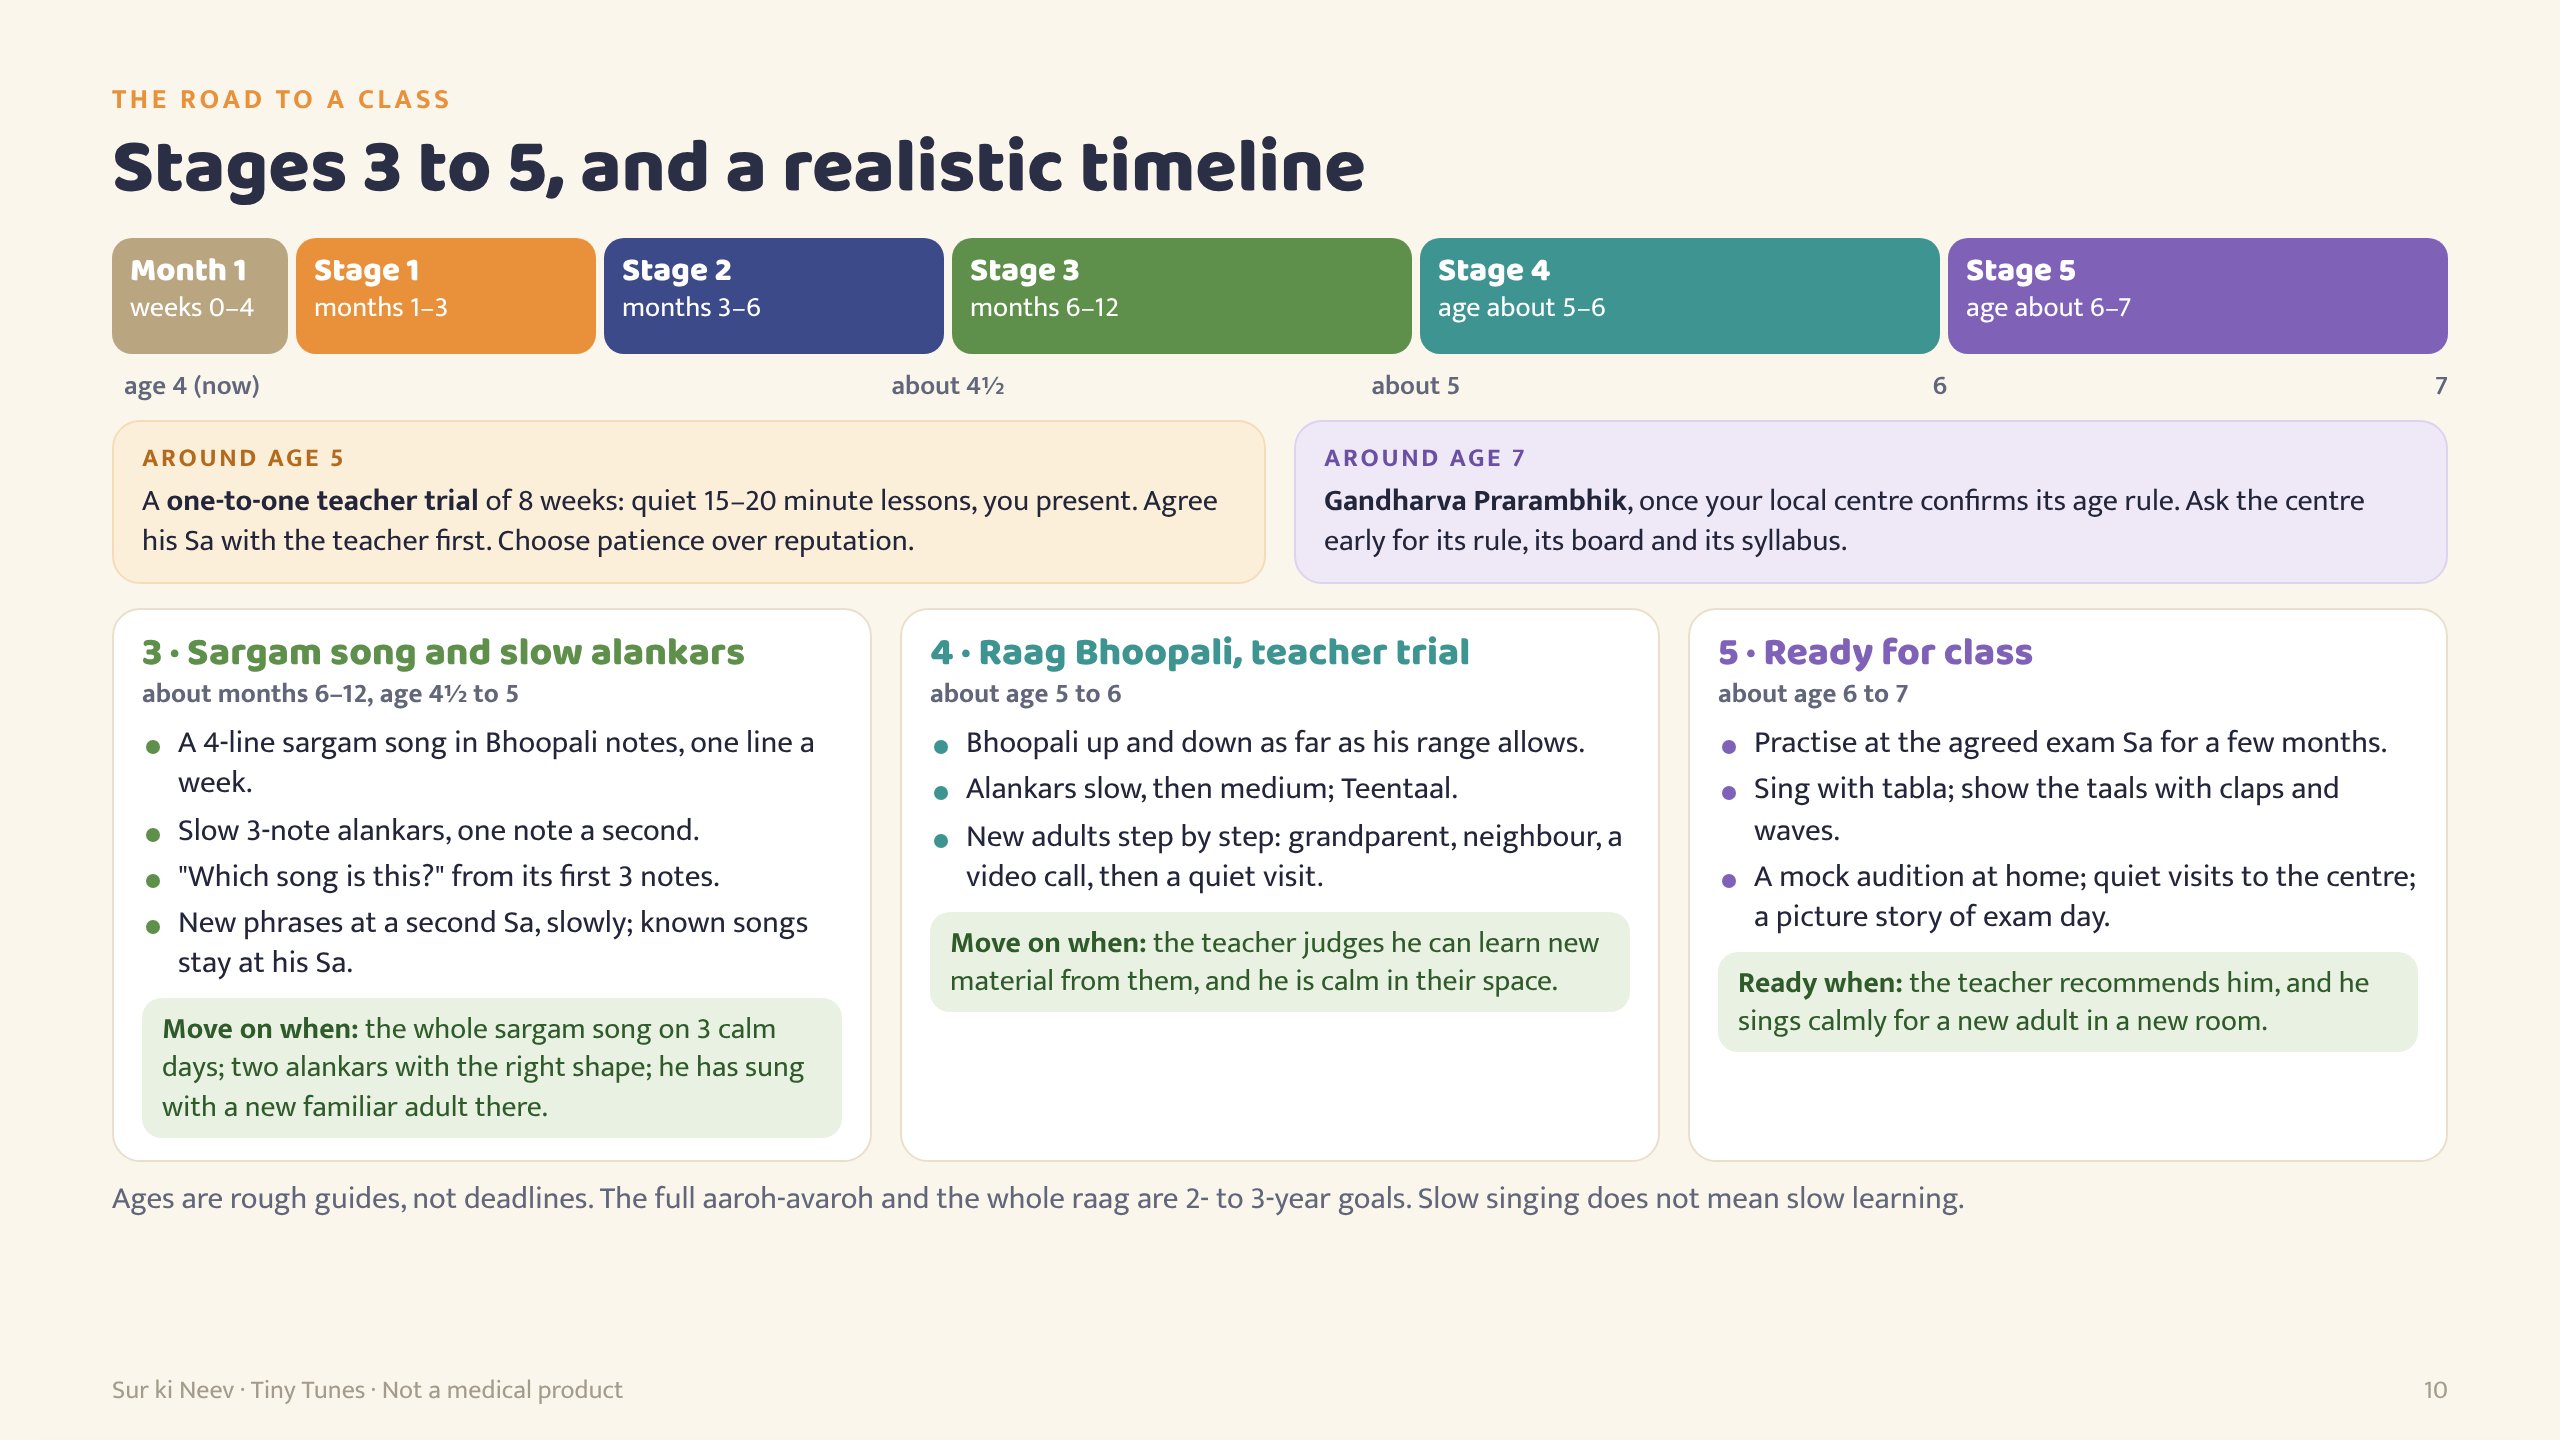 THE ROAD TO A CLASS
Stages 3 to 5, and a realistic timeline
Month 1
weeks 0–4
Stage 1
months 1–3
Stage 2
months 3–6
Stage 3
months 6–12
Stage 4
age about 5–6
Stage 5
age about 6–7
age 4 (now)
about 4½
about 5
6
7
AROUND AGE 5
A one-to-one teacher trial of 8 weeks: quiet 15–20 minute lessons, you present. Agree
his Sa with the teacher first. Choose patience over reputation.
AROUND AGE 7
Gandharva Prarambhik, once your local centre confirms its age rule. Ask the centre
early for its rule, its board and its syllabus.
3 · Sargam song and slow alankars
about months 6–12, age 4½ to 5
• A 4-line sargam song in Bhoopali notes, one line a
week.
• Slow 3-note alankars, one note a second.
• "Which song is this?" from its first 3 notes.
• New phrases at a second Sa, slowly; known songs
stay at his Sa.
Move on when: the whole sargam song on 3 calm
days; two alankars with the right shape; he has sung
with a new familiar adult there.
4 · Raag Bhoopali, teacher trial
about age 5 to 6
• Bhoopali up and down as far as his range allows.
• Alankars slow, then medium; Teentaal.
• New adults step by step: grandparent, neighbour, a
video call, then a quiet visit.
Move on when: the teacher judges he can learn new
material from them, and he is calm in their space.
5 · Ready for class
about age 6 to 7
• Practise at the agreed exam Sa for a few months.
• Sing with tabla; show the taals with claps and
waves.
• A mock audition at home; quiet visits to the centre;
a picture story of exam day.
Ready when: the teacher recommends him, and he
sings calmly for a new adult in a new room.
Ages are rough guides, not deadlines. The full aaroh-avaroh and the whole raag are 2- to 3-year goals. Slow singing does not mean slow learning.
Sur ki Neev · Tiny Tunes · Not a medical product
10